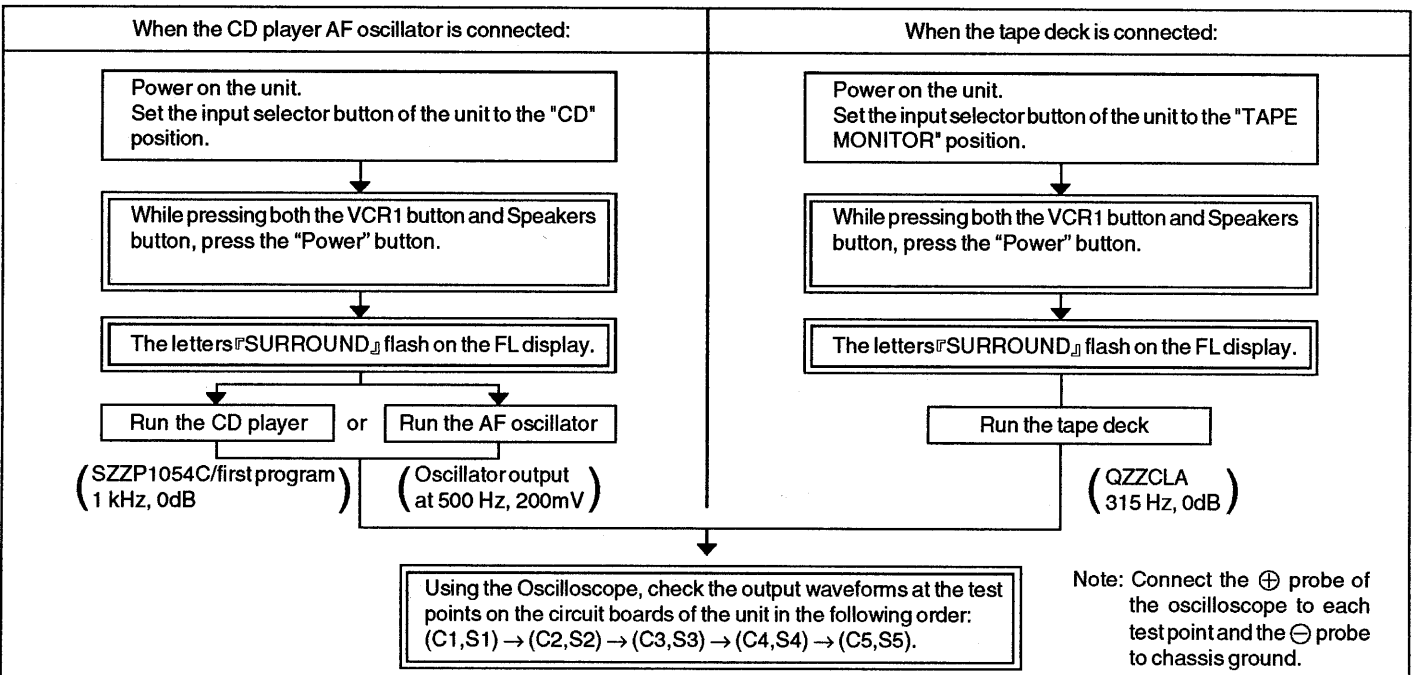 When the CD player AF oscillator is connected:
Power on the unit.
Set the input selector button of the unit to the "CD"
position.
While pressing both the VCR1 button and Speakers
button, press the “Power” button.
The letters『SURROUND』flash on the FL display.
Run the CD player
or
Run the AF oscillator
(SZZP1054C/first program
1 kHz, 0dB)
(Oscillator output
at 500 Hz, 200mV)
When the tape deck is connected:
Power on the unit.
Set the input selector button of the unit to the "TAPE
MONITOR" position.
While pressing both the VCR1 button and Speakers
button, press the “Power” button.
The letters『SURROUND』flash on the FL display.
Run the tape deck
(QZZCLA
315 Hz, 0dB)
Using the Oscilloscope, check the output waveforms at the test
points on the circuit boards of the unit in the following order:
(C1,S1) → (C2,S2) → (C3,S3) → (C4,S4) → (C5,S5).
Note: Connect the ⊕ probe of
the oscilloscope to each
test point and the ⊖ probe
to chassis ground.